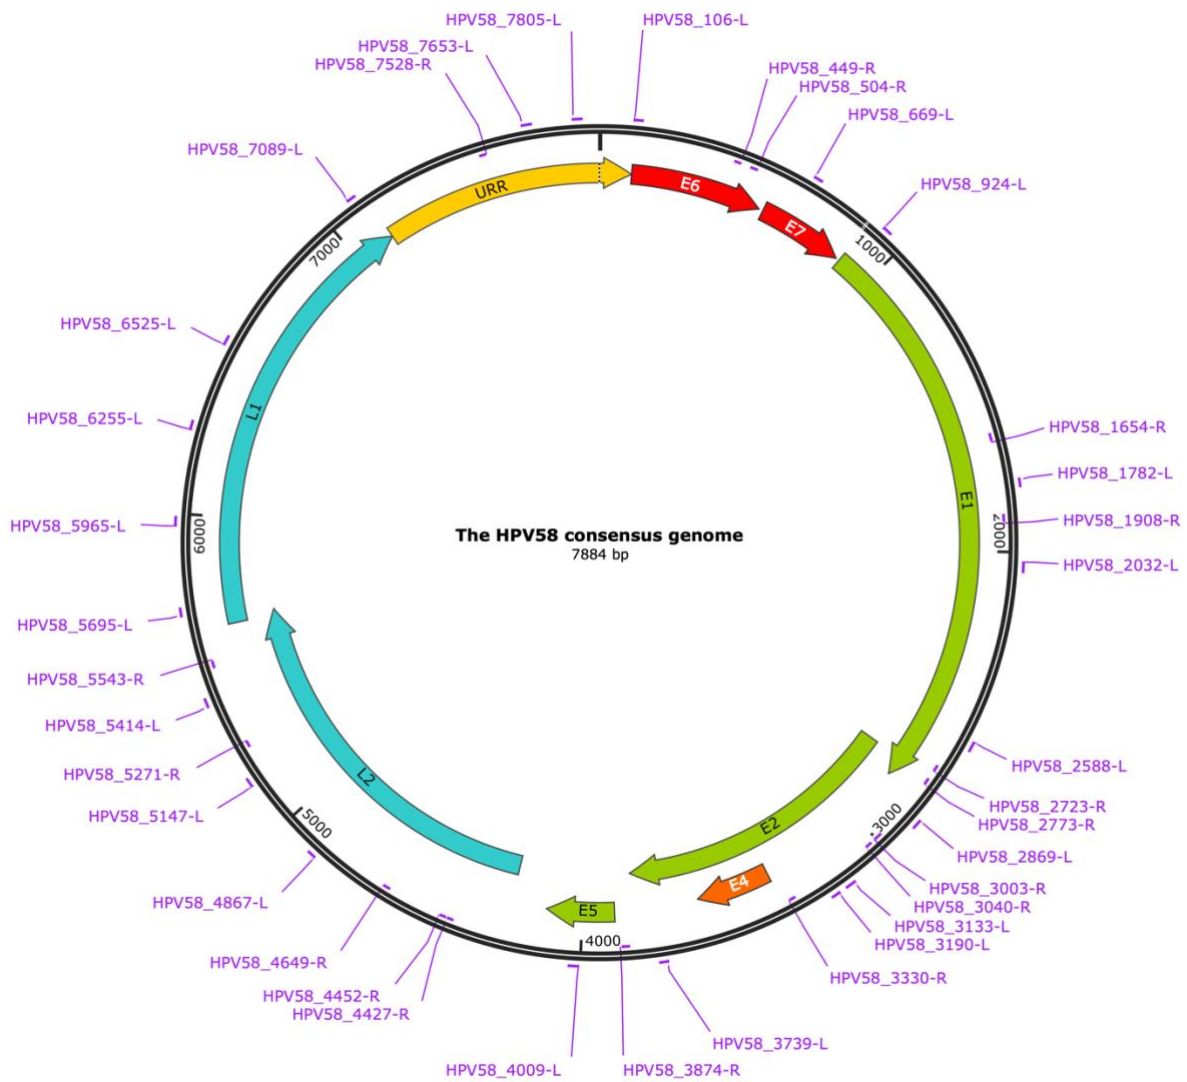 HPV58_7805-L
HPV58_106-L
HPV58_7653-L
HPV58_7528-R
HPV58_449-R
HPV58_504-R
HPV58_669-L
HPV58_7089-L
HPV58_924-L
URR
E6
E7
7000
1000
HPV58_6525-L
HPV58_6255-L
L1
HPV58_1654-R
HPV58_1782-L
E1
HPV58_5965-L
6000
The HPV58 consensus genome
7884 bp
2000
HPV58_1908-R
HPV58_2032-L
HPV58_5695-L
HPV58_5543-R
HPV58_5414-L
HPV58_5271-R
HPV58_5147-L
L2
HPV58_2588-L
HPV58_2723-R
HPV58_2773-R
5000
E2
3000
HPV58_2869-L
HPV58_4867-L
E4
HPV58_3003-R
HPV58_3040-R
HPV58_3133-L
HPV58_3190-L
E5
4000
HPV58_4649-R
HPV58_3330-R
HPV58_4452-R
HPV58_4427-R
HPV58_3739-L
HPV58_4009-L
HPV58_3874-R